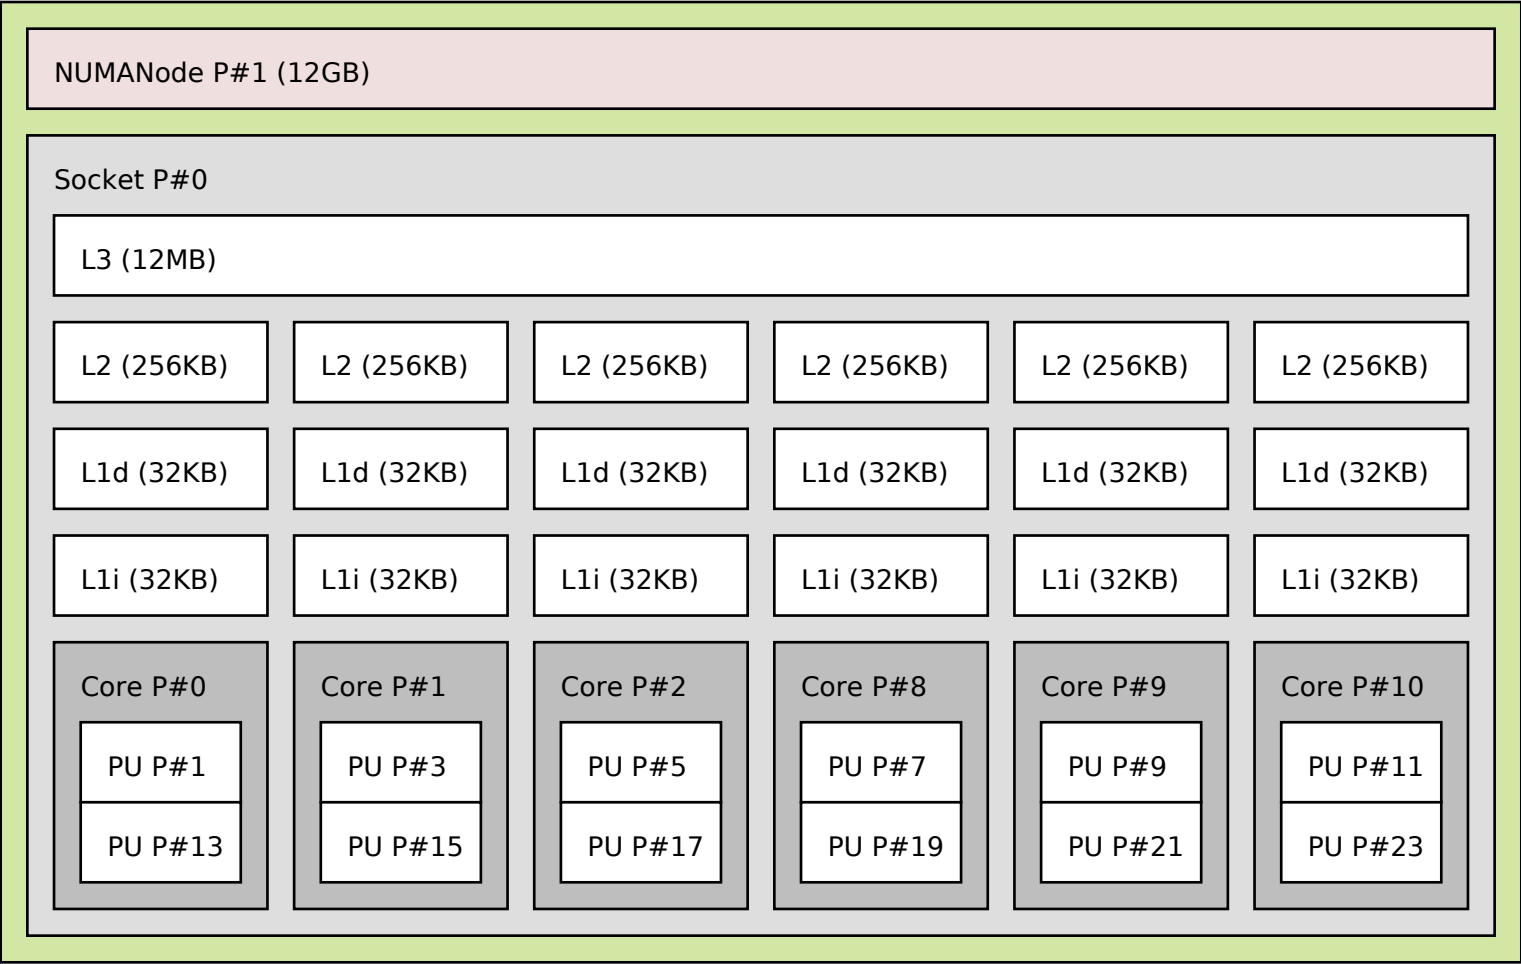 NUMANode P#1 (12GB)
Socket P#0
L3 (12MB)
L2 (256KB) L2 (256KB) L2 (256KB) L2 (256KB) L2 (256KB) L2 (256KB)
L1d (32KB) L1d (32KB) L1d (32KB) L1d (32KB) L1d (32KB) L1d (32KB)
L1i (32KB) L1i (32KB) L1i (32KB) L1i (32KB) L1i (32KB) L1i (32KB)
Core P#0 Core P#1 Core P#2 Core P#8 Core P#9 Core P#10
PU P#1 PU P#3 PU P#5 PU P#7 PU P#9 PU P#11
PU P#13 PU P#15 PU P#17 PU P#19 PU P#21 PU P#23